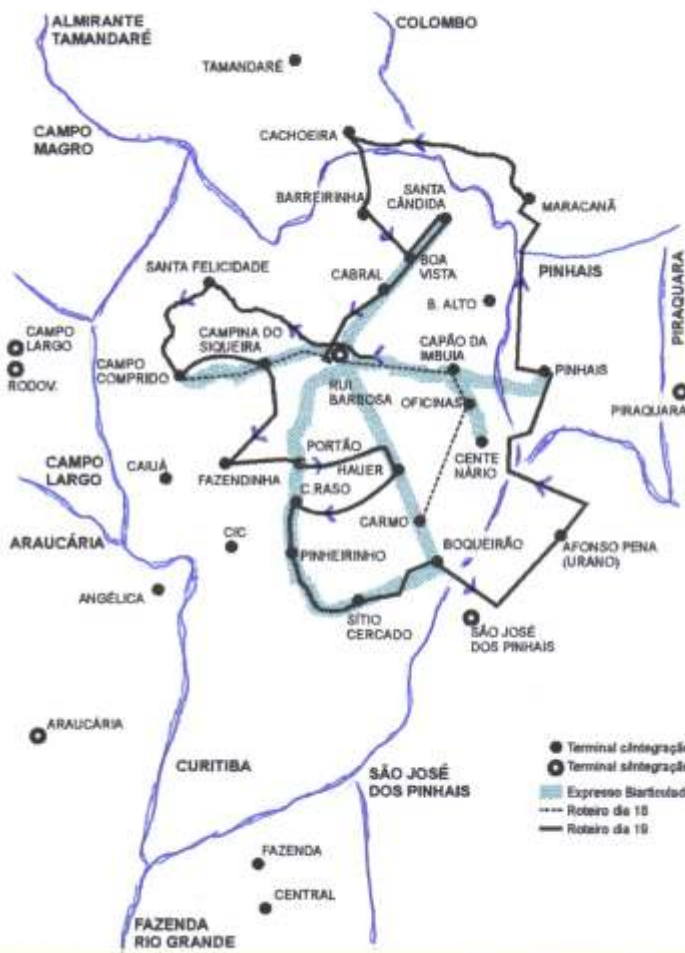 ALMIRANTE
TAMANDARÉ
COLOMBO
TAMANDARÉ
CAMPO
MAGRO
CACHOEIRA
BARREIRINHA
SANTA
CÂNDIDA
MARACANÃ
SANTA FELICIDADE
CABRAL
BOA
VISTA
PINHAIS
PIRAQUARA
B. ALTO
CAMPO
LARGO
RODOV.
CAMPINA DO
SIQUEIRA
CAPÃO DA
IMBUIA
CAMPO
COMPRIDO
RUI
BARBOSA
OFICINAS
PINHAIS
PIRAQUARA
CAMPO
LARGO
CAIUÁ
FAZENDINHA
PORTÃO
HAUER
CENTE
NÁRIO
C.RASO
CARMO
ARAUCÁRIA
CIC
PINHEIRINHO
BOQUEIRÃO
AFONSO PENA
(URANO)
ANGÉLICA
SÍTIO
CERCADO
SÃO JOSÉ
DOS PINHAIS
ARAUCÁRIA
CURITIBA
SÃO JOSÉ
DOS PINHAIS
Terminal c/integração
Terminal s/integração
Expresso Biarticulad
Roteiro dia 18
Roteiro dia 19
FAZENDA
CENTRAL
FAZENDA
RIO GRANDE